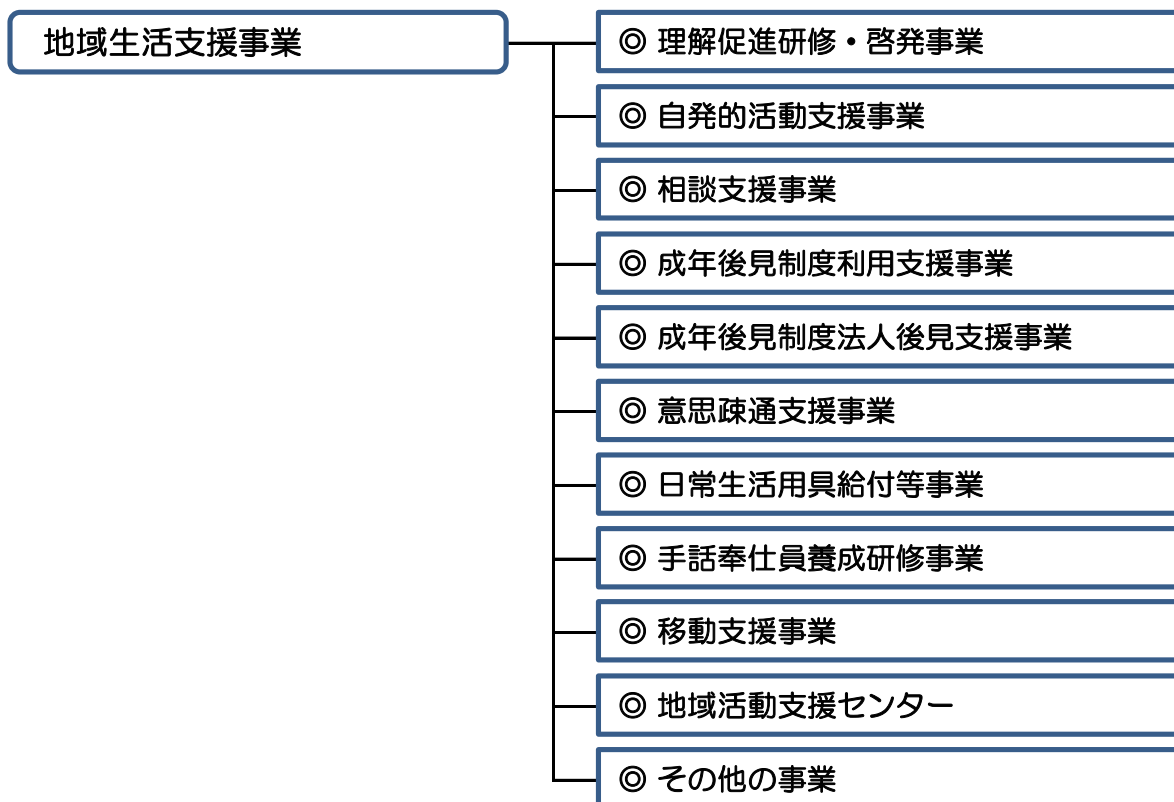 地域生活支援事業
◎ 理解促進研修・啓発事業
◎ 自発的活動支援事業
◎ 相談支援事業
◎ 成年後見制度利用支援事業
◎ 成年後見制度法人後見支援事業
◎ 意思疎通支援事業
◎ 日常生活用具給付等事業
◎ 手話奉仕員養成研修事業
◎ 移動支援事業
◎ 地域活動支援センター
◎ その他の事業